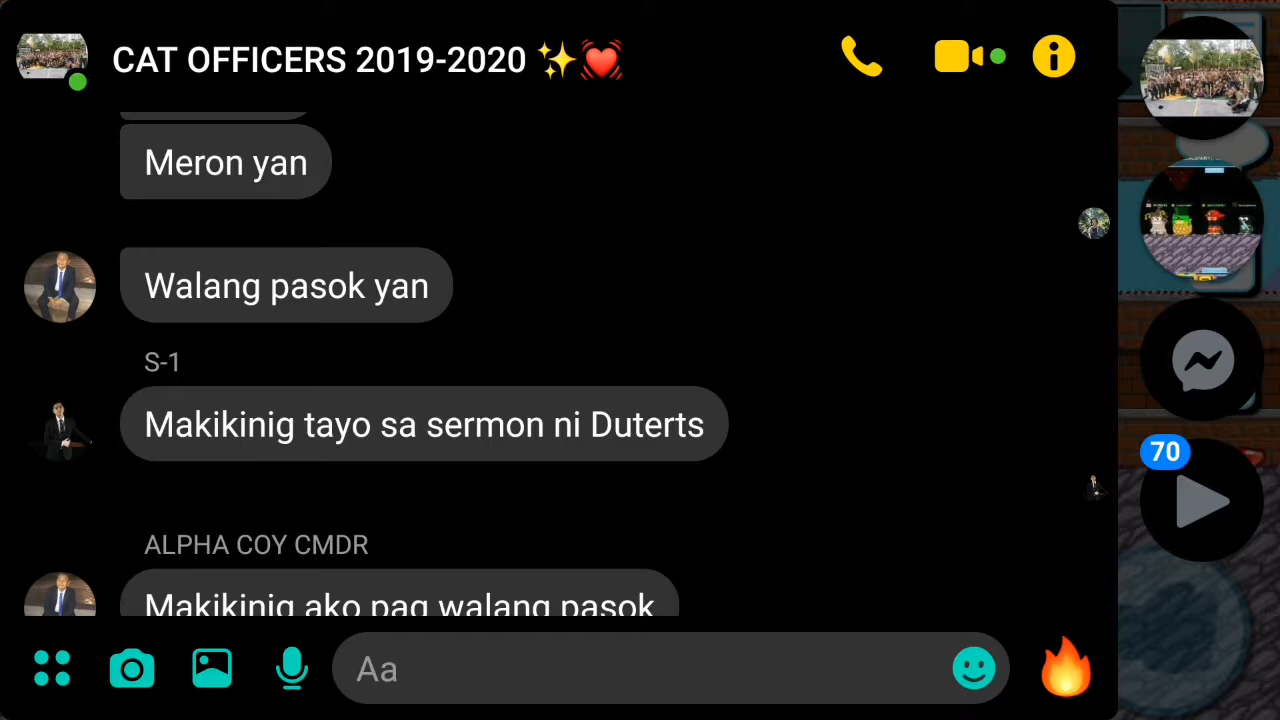 CAT OFFICERS 2019-2020 ✨💓
Meron yan
Walang pasok yan
S-1
Makikinig tayo sa sermon ni Duterts
ALPHA COY CMDR
Makikinig ako pag walang pasok
Aa
70